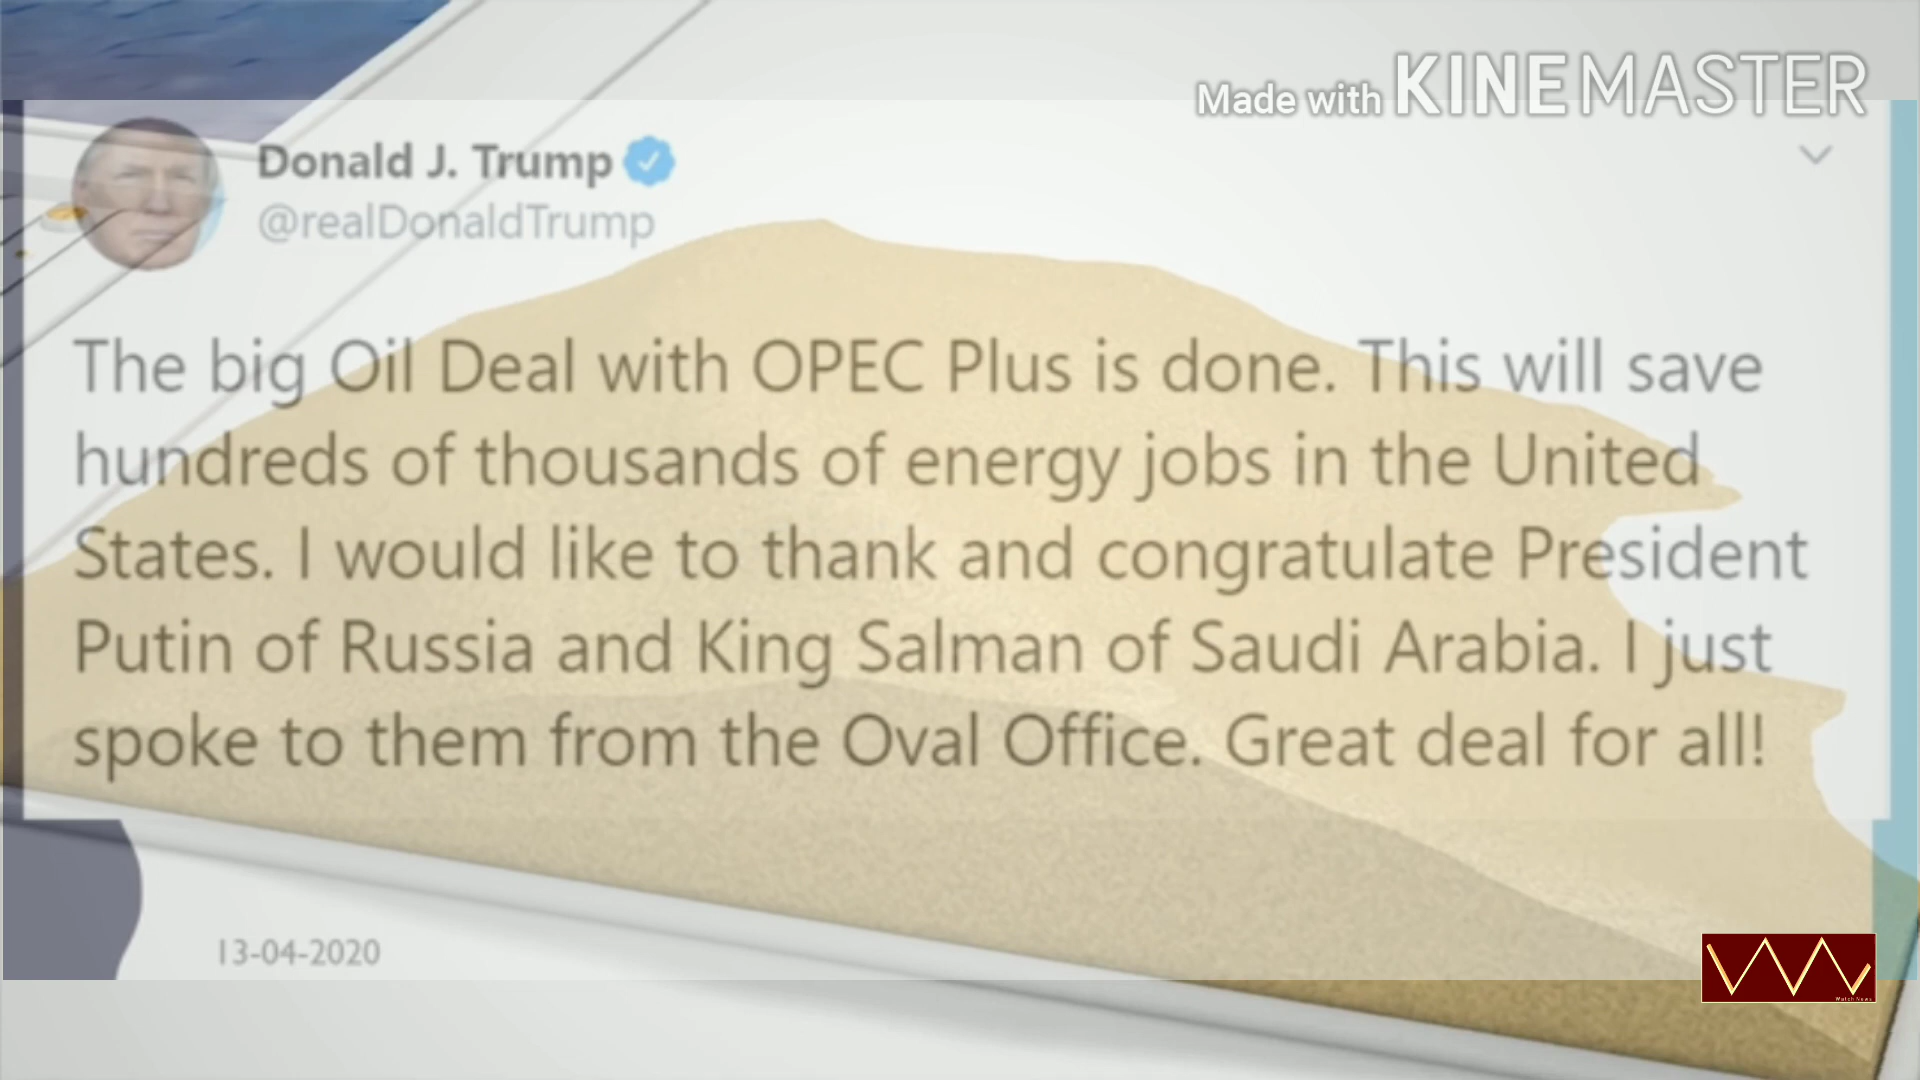 Made with KINEMASTER
Donald J. Trump
@realDonaldTrump
The big Oil Deal with OPEC Plus is done. This will save
hundreds of thousands of energy jobs in the United
States. I would like to thank and congratulate President
Putin of Russia and King Salman of Saudi Arabia. I just
spoke to them from the Oval Office. Great deal for all!
13-04-2020
Watch News